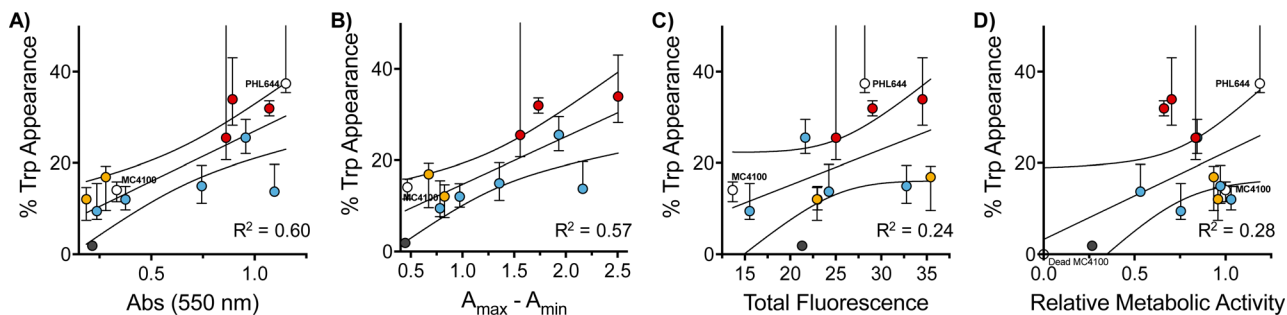 A)
% Trp Appearance
40
20
0
0.5
1.0
Abs (550 nm)
PHL644
MC4100
R² = 0.60
B)
% Trp Appearance
40
20
0
0.5
1.0
1.5
2.0
2.5
Amax - Amin
MC4100
R² = 0.57
C)
% Trp Appearance
40
20
0
15
20
25
30
35
Total Fluorescence
PHL644
MC4100
R² = 0.24
D)
% Trp Appearance
40
20
0
0.0
0.5
1.0
Relative Metabolic Activity
PHL644
MC4100
Dead MC4100
R² = 0.28